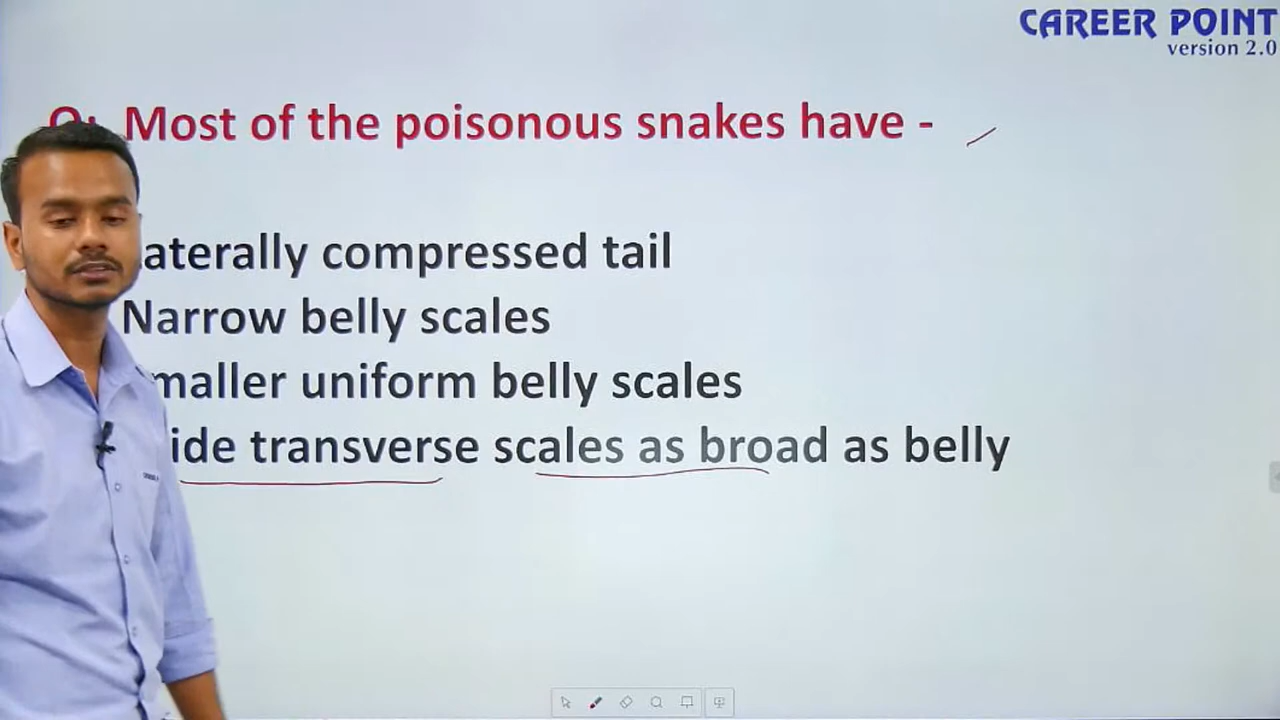 CAREER POINT
version 2.0
Q: Most of the poisonous snakes have -
aterally compressed tail
Narrow belly scales
maller uniform belly scales
ide transverse scales as broad as belly